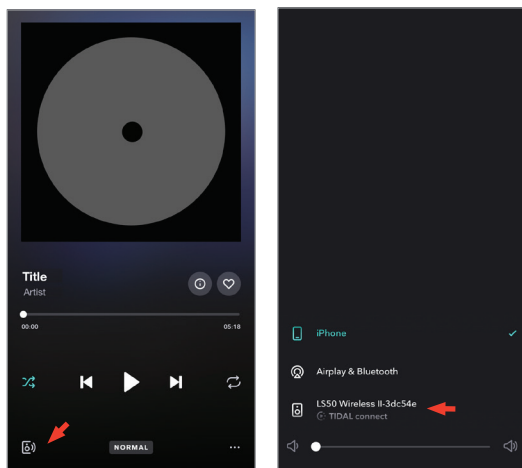 Title
Artist
00:00
05:18
NORMAL
iPhone
Airplay & Bluetooth
LS50 Wireless II-3dc54e
TIDAL connect